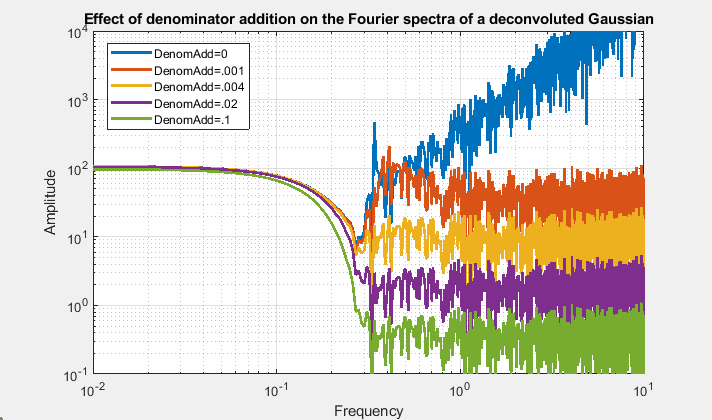 Effect of denominator addition on the Fourier spectra of a deconvoluted Gaussian
10^4
10^3
10^2
10^1
10^0
10^-1
Amplitude
DenomAdd=0
DenomAdd=.001
DenomAdd=.004
DenomAdd=.02
DenomAdd=.1
10^-2
10^-1
10^0
10^1
Frequency